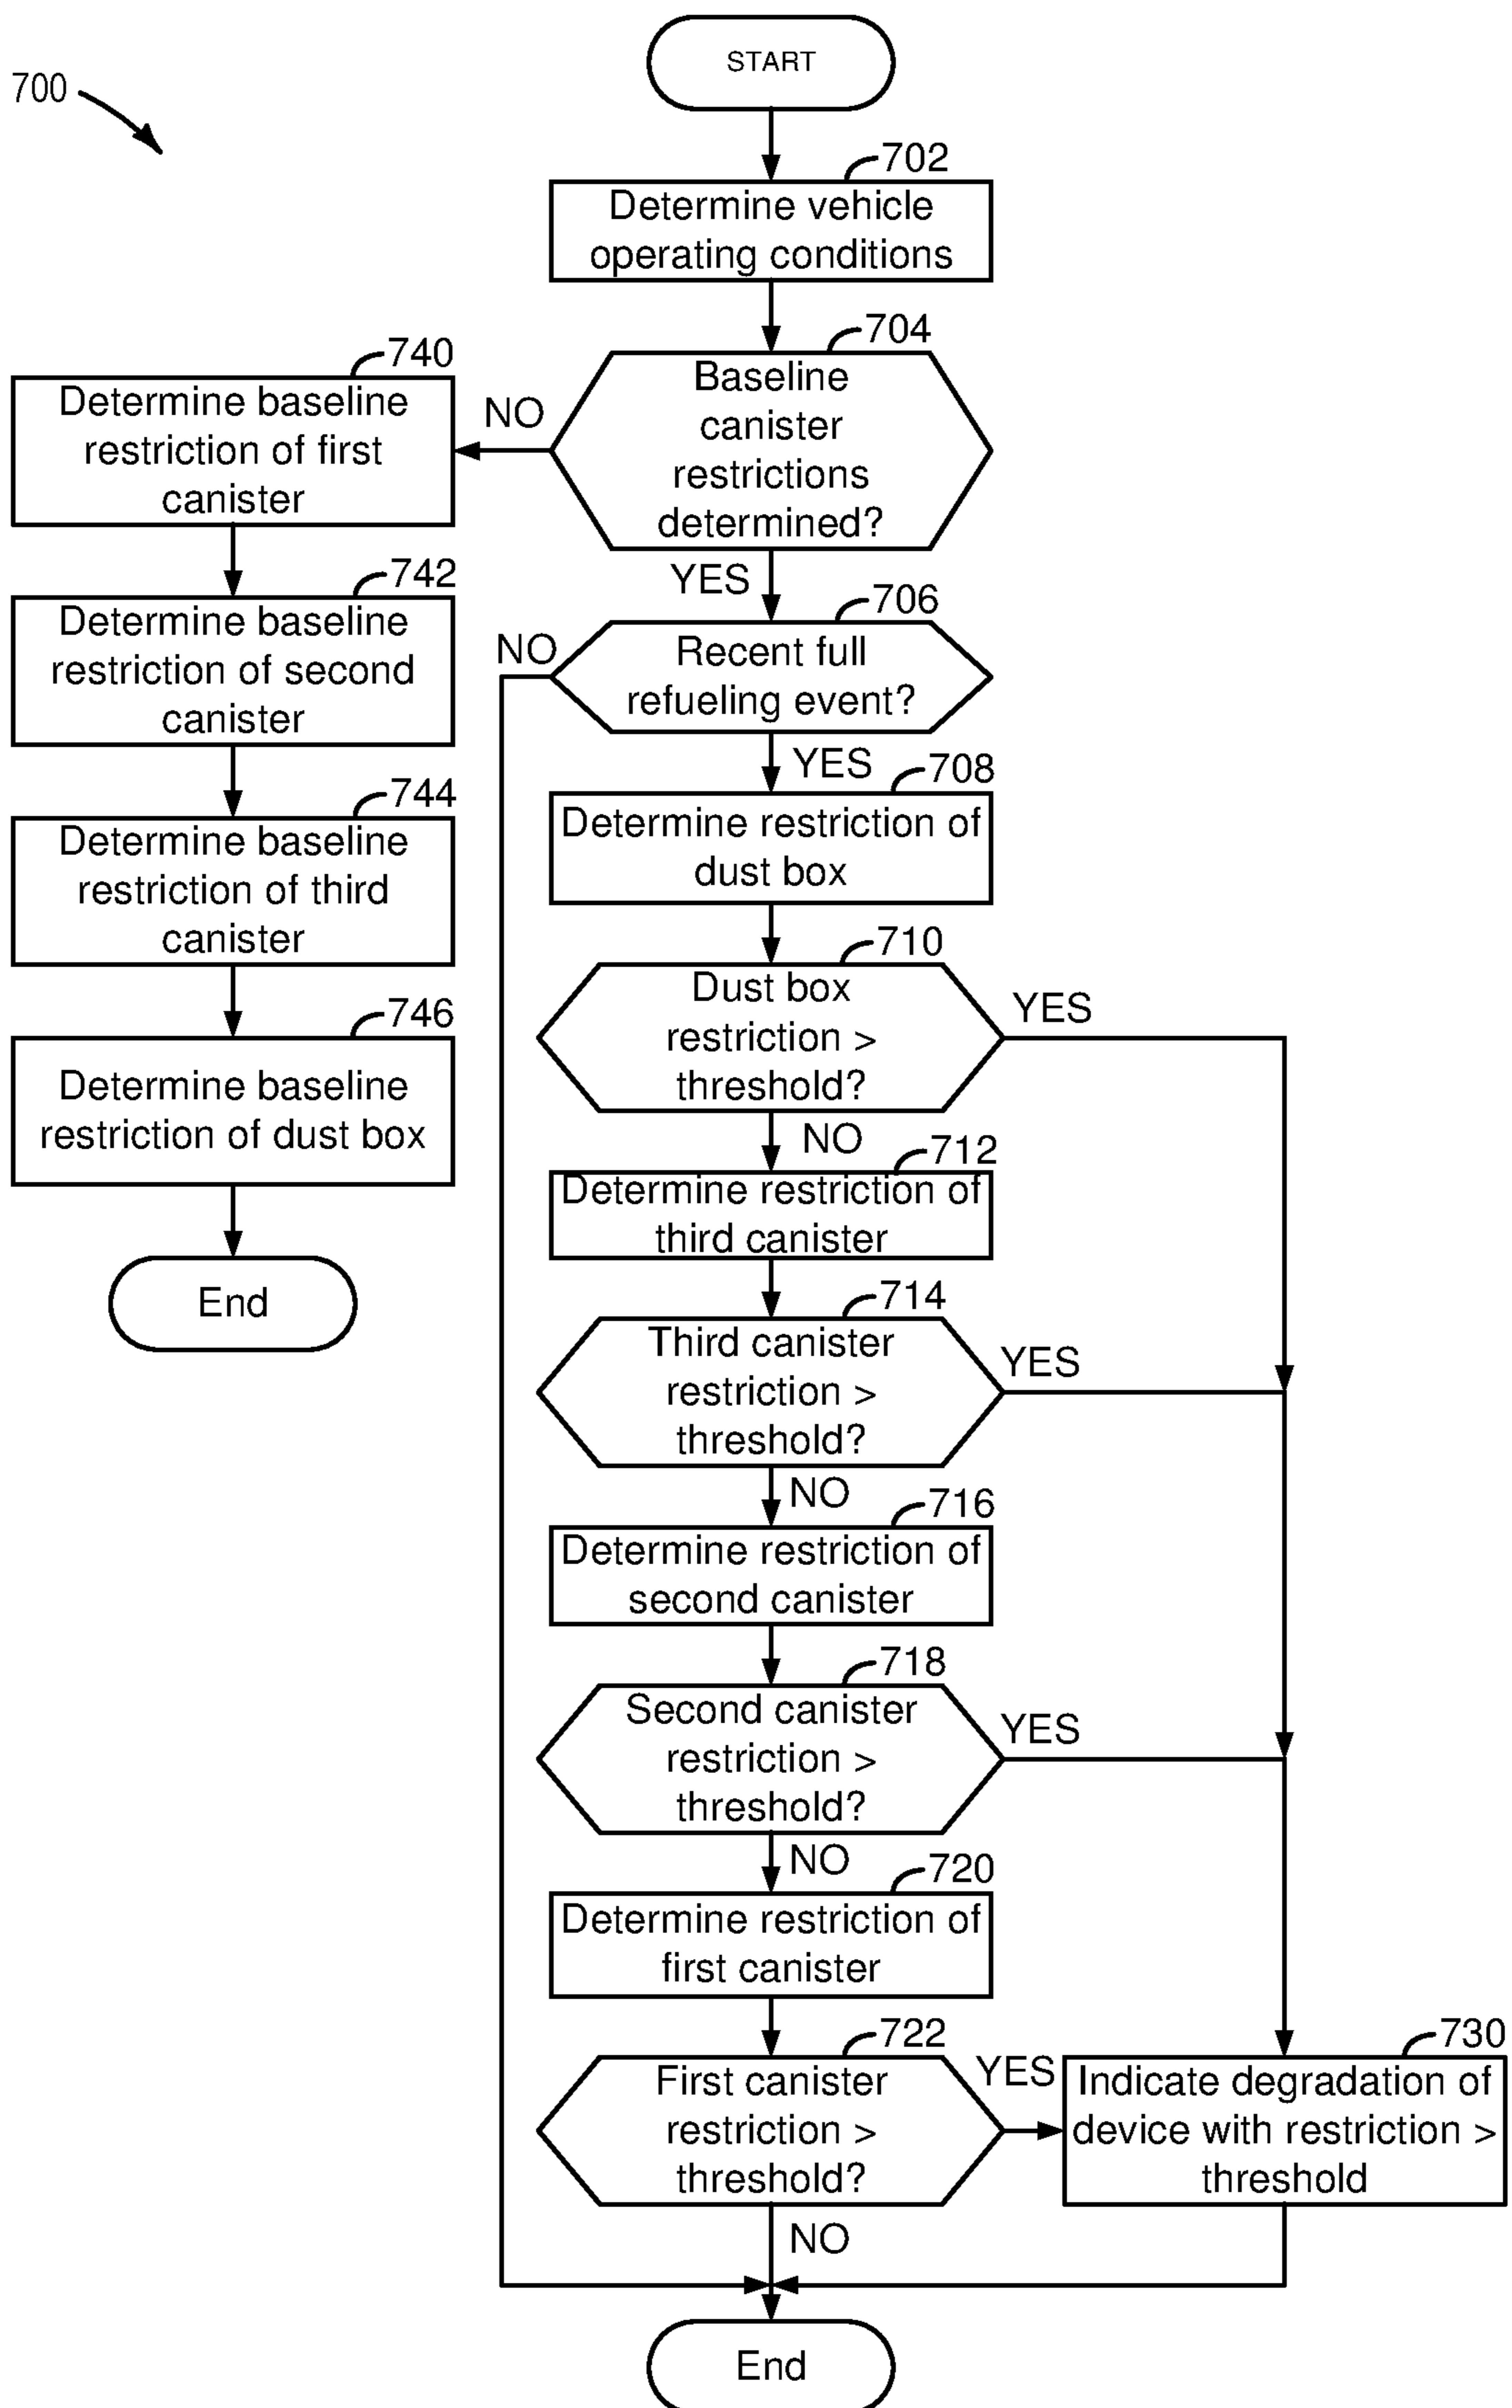 START
700
702
Determine vehicle
operating conditions
704
Baseline
canister
restrictions
determined?
NO
740
Determine baseline
restriction of first
canister
742
Determine baseline
restriction of second
canister
744
Determine baseline
restriction of third
canister
746
Determine baseline
restriction of dust box
End
YES
706
Recent full
refueling event?
NO
YES
708
Determine restriction of
dust box
710
Dust box
restriction >
threshold?
YES
NO
712
Determine restriction of
third canister
714
Third canister
restriction >
threshold?
YES
NO
716
Determine restriction of
second canister
718
Second canister
restriction >
threshold?
YES
NO
720
Determine restriction of
first canister
722
First canister
restriction >
threshold?
YES
730
Indicate degradation of
device with restriction >
threshold
NO
End